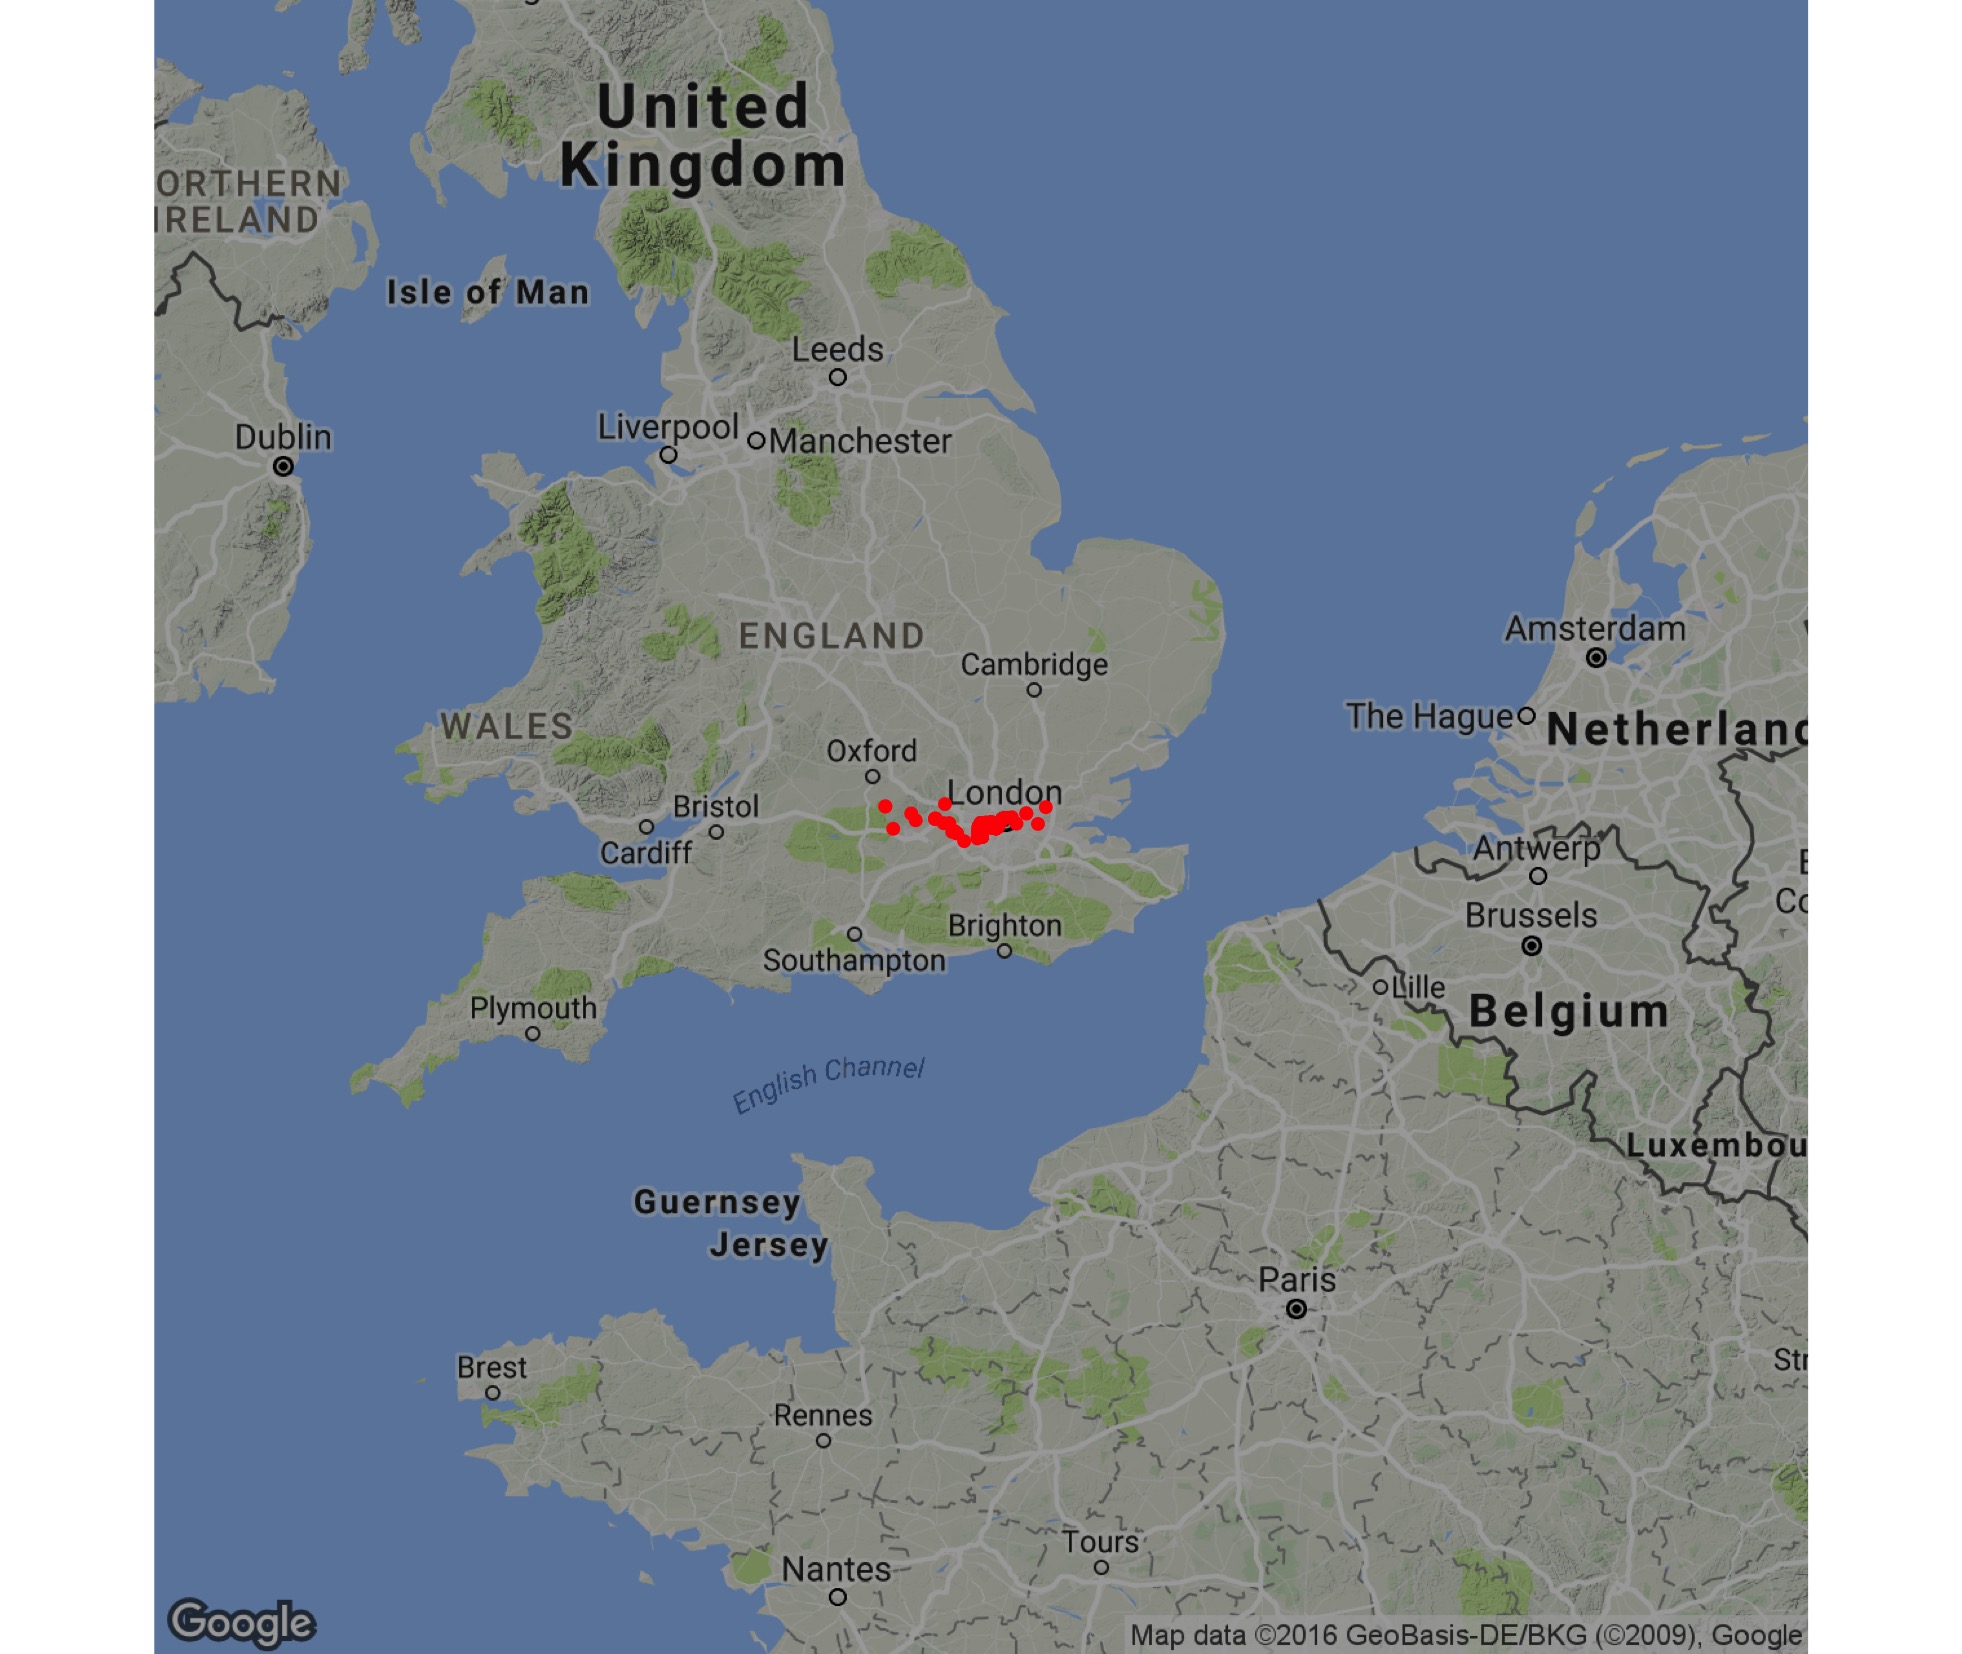 United
Kingdom
ORTHERN
IRELAND
Isle of Man
Leeds
Liverpool
Manchester
Dublin
ENGLAND
Amsterdam
Cambridge
WALES
The Hague
Netherland
Oxford
London
Bristol
Cardiff
Antwerp
E
Co
Brussels
Brighton
Southampton
Lille
Belgium
Plymouth
English Channel
Luxembou
Guernsey
Jersey
Paris
Brest
Str
Rennes
Tours
Nantes
Google
Map data ©2016 GeoBasis-DE/BKG (©2009), Google